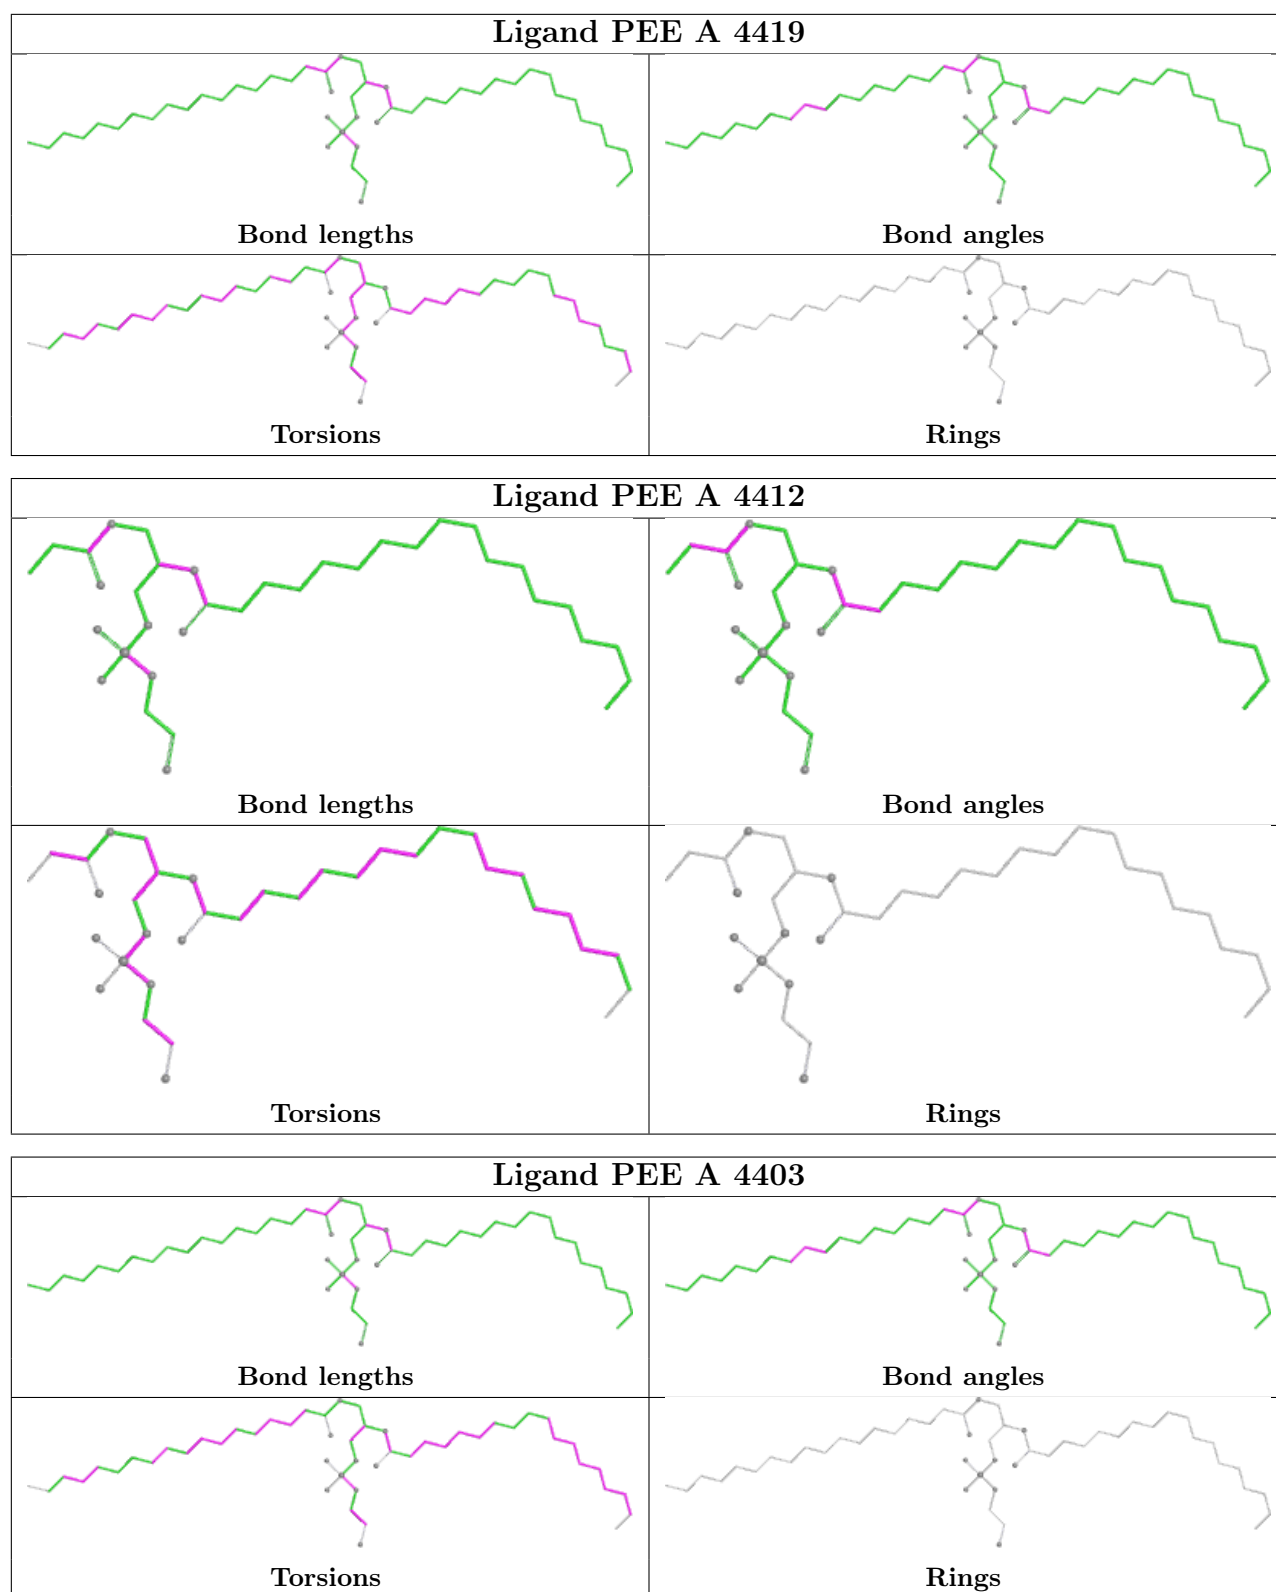 Ligand PEE A 4419
Bond lengths
Bond angles
Torsions
Rings
Ligand PEE A 4412
Bond lengths
Bond angles
Torsions
Rings
Ligand PEE A 4403
Bond lengths
Bond angles
Torsions
Rings